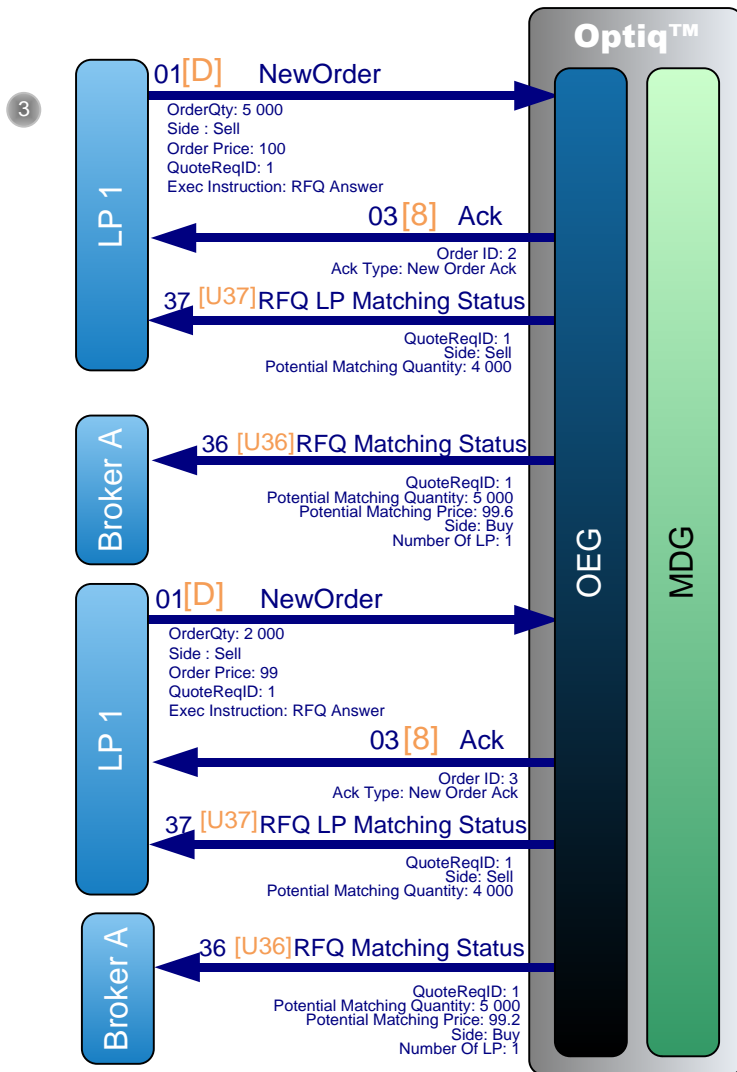 Optiq™
3
LP 1
01[D] NewOrder
OrderQty: 5 000
Side : Sell
Order Price: 100
QuoteReqID: 1
Exec Instruction: RFQ Answer
03[8] Ack
Order ID: 2
Ack Type: New Order Ack
37 [U37]RFQ LP Matching Status
QuoteReqID: 1
Side: Sell
Potential Matching Quantity: 4 000
Broker A
36 [U36]RFQ Matching Status
QuoteReqID: 1
Potential Matching Quantity: 5 000
Potential Matching Price: 99.6
Side: Buy
Number Of LP: 1
OEG
MDG
LP 1
01[D] NewOrder
OrderQty: 2 000
Side : Sell
Order Price: 99
QuoteReqID: 1
Exec Instruction: RFQ Answer
03[8] Ack
Order ID: 3
Ack Type: New Order Ack
37 [U37]RFQ LP Matching Status
QuoteReqID: 1
Side: Sell
Potential Matching Quantity: 4 000
Broker A
36 [U36]RFQ Matching Status
QuoteReqID: 1
Potential Matching Quantity: 5 000
Potential Matching Price: 99.2
Side: Buy
Number Of LP: 1